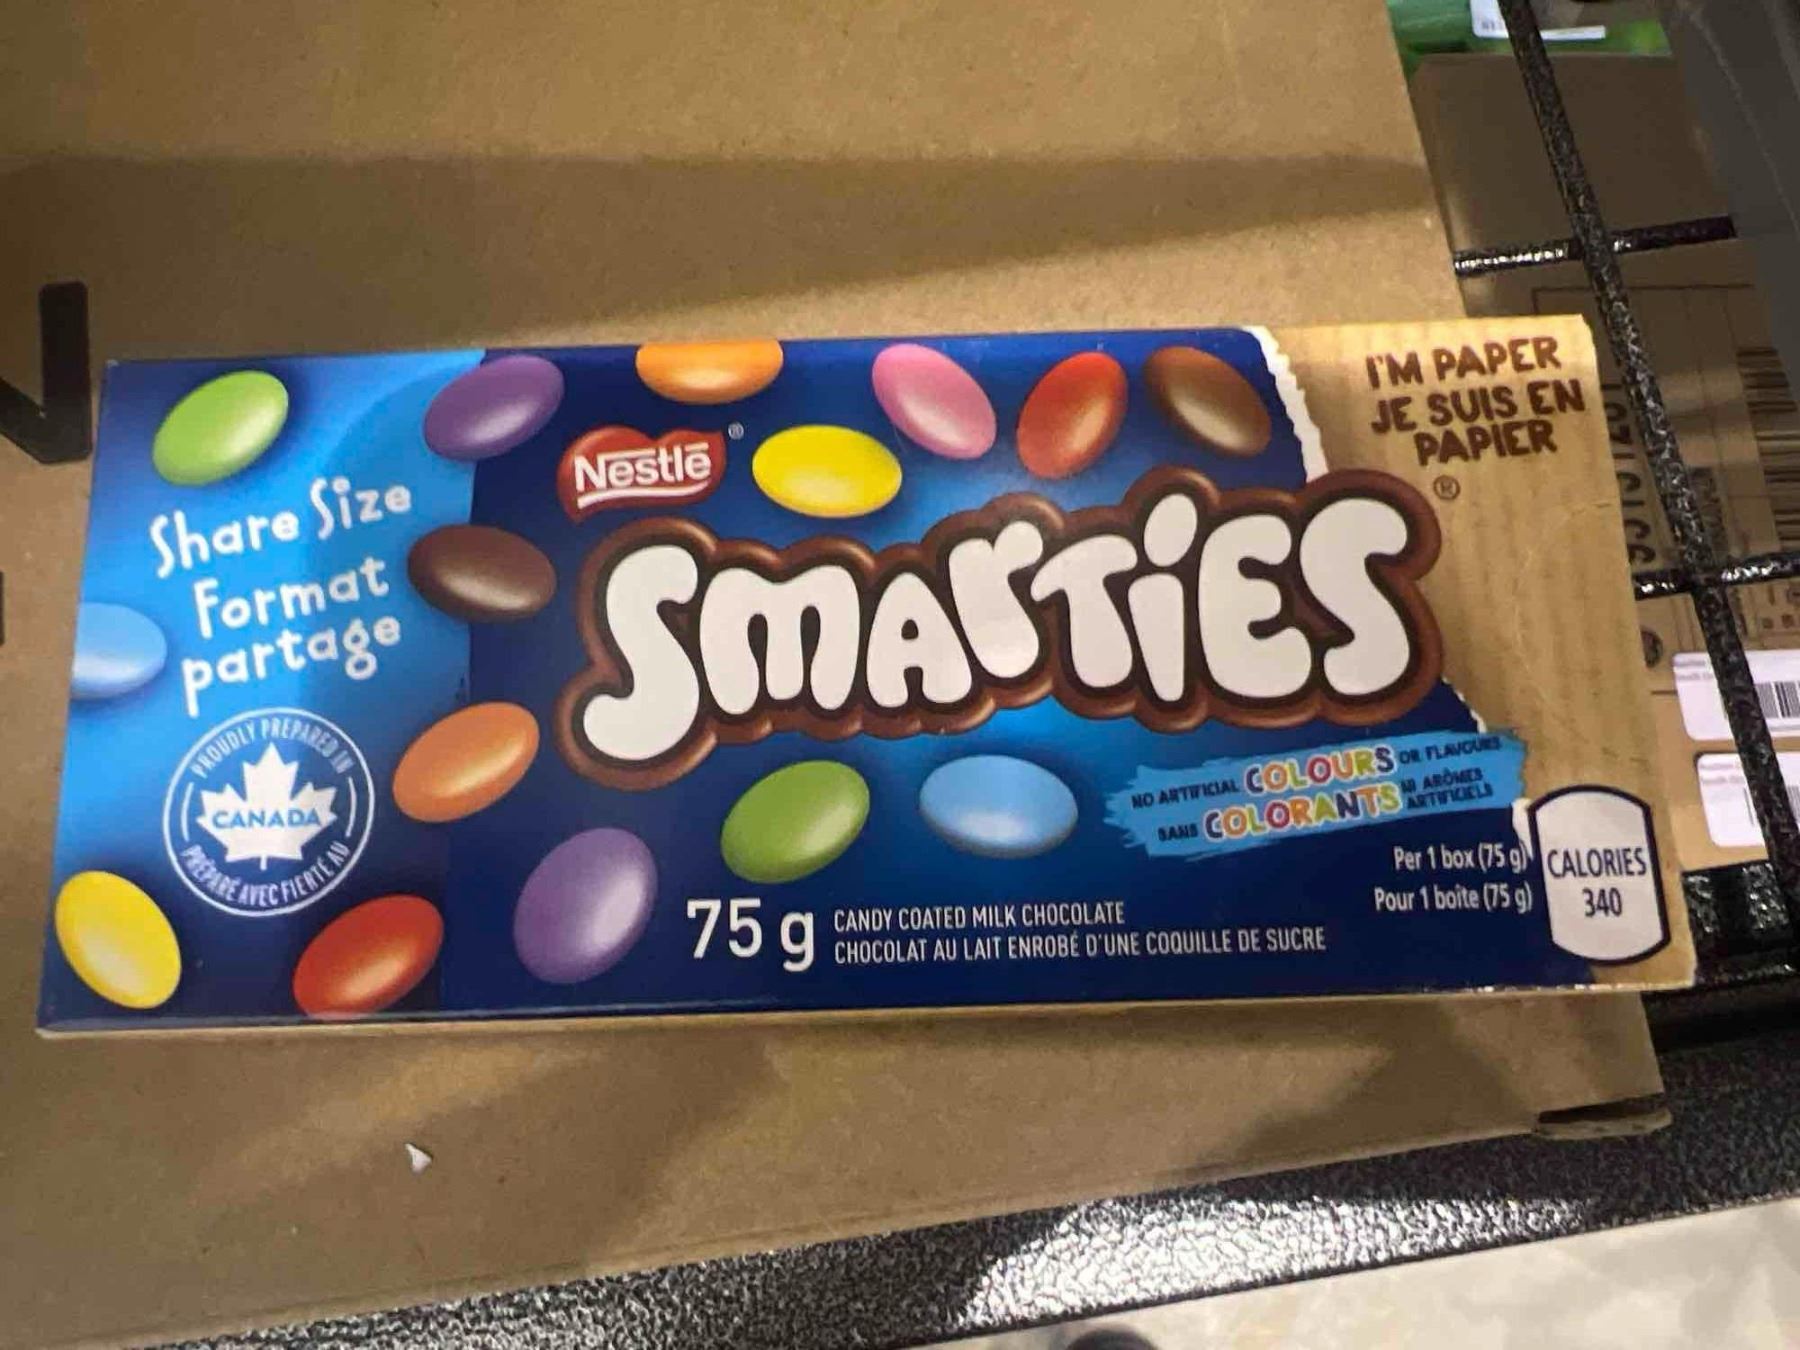 I'M PAPER
JE SUIS EN
PAPIER
Nestlē
®
Share Size
Format
partage
SMARTiES
®
PROUDLY PREPARED IN
CANADA
PRÉPARÉ AVEC FIERTÉ AU
NO ARTIFICIAL COLOURS OR FLAVOURS
SANS COLORANTS NI ARÔMES
ARTIFICIELS
Per 1 box (75 g)
Pour 1 boîte (75 g)
CALORIES
340
75 g
CANDY COATED MILK CHOCOLATE
CHOCOLAT AU LAIT ENROBÉ D'UNE COQUILLE DE SUCRE